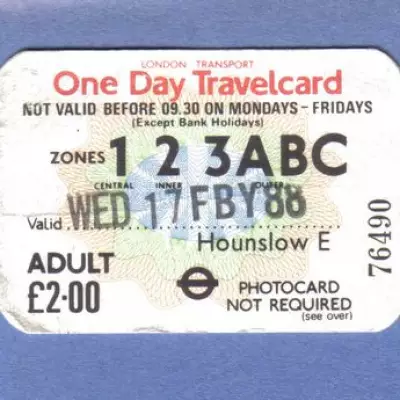 LONDON TRANSPORT
One Day Travelcard
NOT VALID BEFORE 09.30 ON MONDAYS – FRIDAYS
(Except Bank Holidays)
ZONES 1 2 3ABC
CENTRAL INNER OUTER
Valid WED 17 FBY 88
Hounslow E
ADULT
£2·00
PHOTOCARD
NOT REQUIRED
(see over)
76490